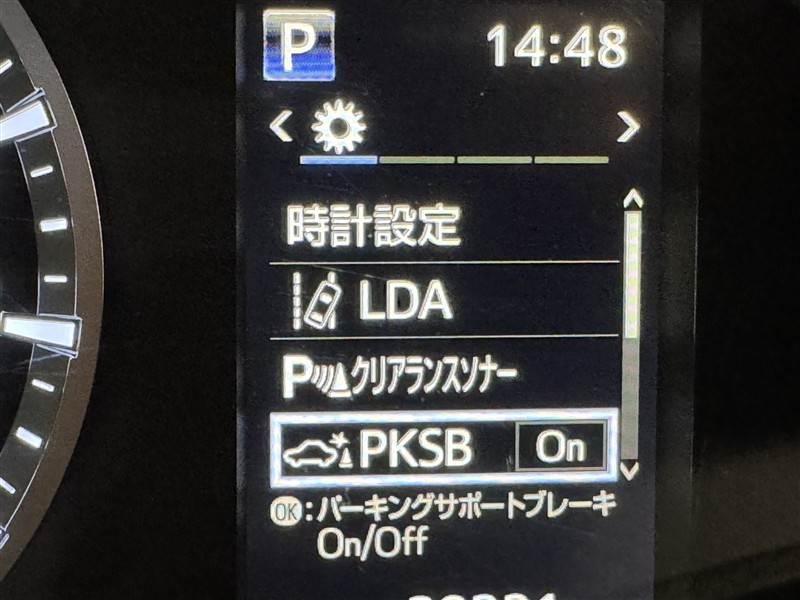 P 14:48
時計設定
LDA
Pクリアランスソナー
PKSB On
OK:パーキングサポートブレーキ
On/Off